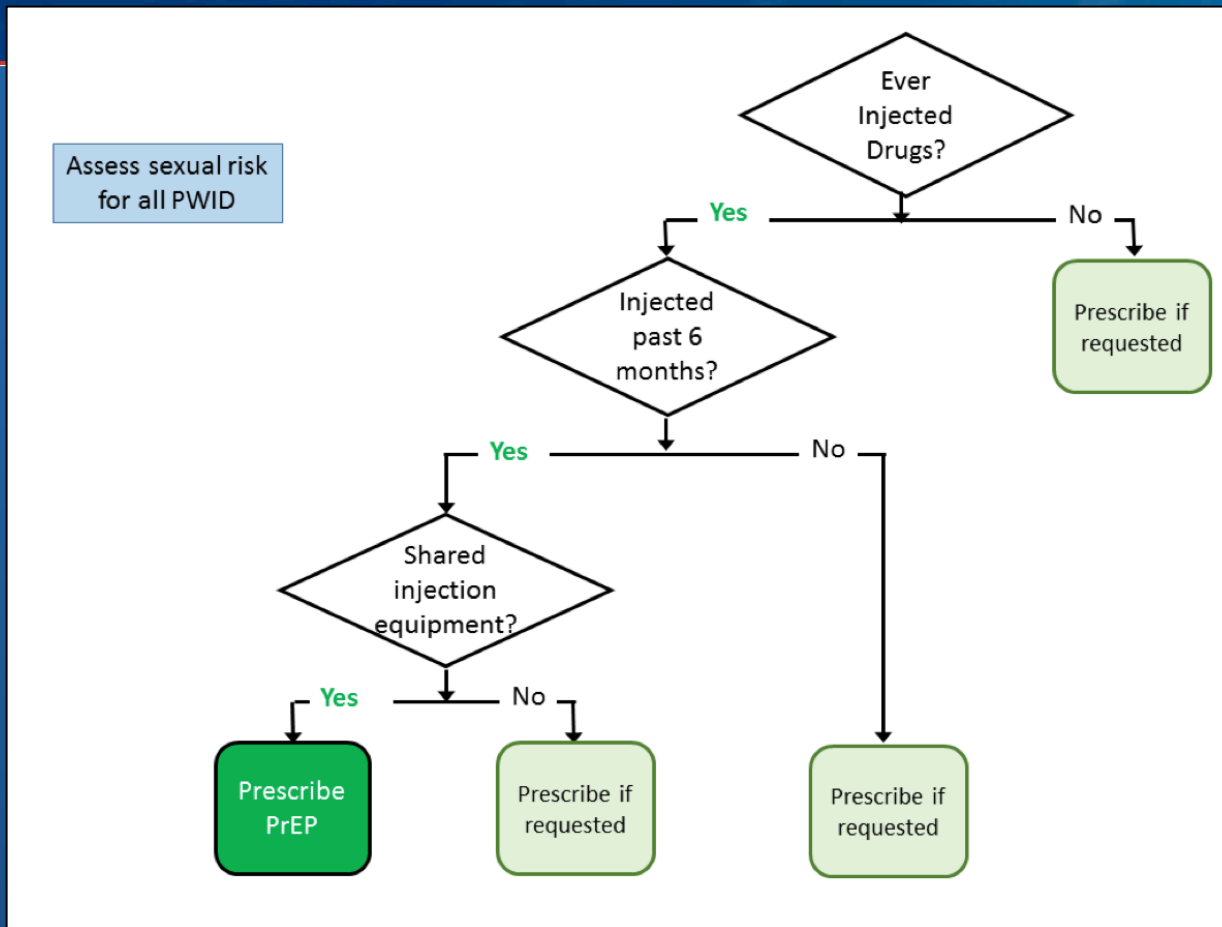 Ever
Injected
Drugs?
Assess sexual risk
for all PWID
Yes
No
Injected
past 6
months?
Prescribe if
requested
Yes
No
Shared
injection
equipment?
Yes
No
Prescribe
PrEP
Prescribe if
requested
Prescribe if
requested